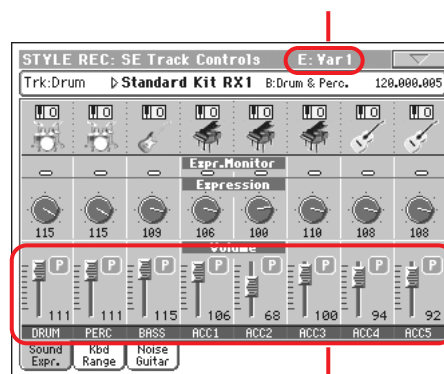 STYLE REC: SE Track Controls E: Var1
Trk:Drum Standard Kit RX1 B:Drum & Perc. 120.000.005
Expr.Monitor
Expression
115 115 109 106 100 110 108 108
Volume
P P P P P P P P
111 111 115 106 68 100 94 92
DRUM PERC BASS ACC1 ACC2 ACC3 ACC4 ACC5
Sound Expr. Kbd Range Noise Guitar